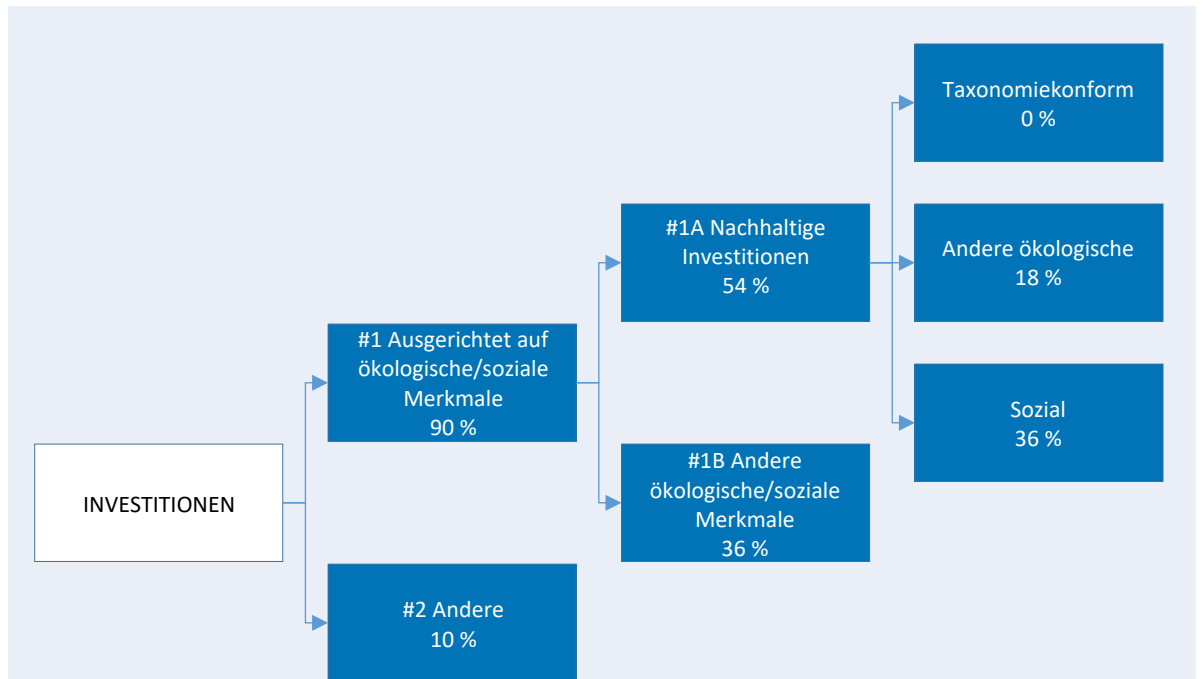 INVESTITIONEN
#1 Ausgerichtet auf
ökologische/soziale
Merkmale
90 %
#2 Andere
10 %
#1A Nachhaltige
Investitionen
54 %
#1B Andere
ökologische/soziale
Merkmale
36 %
Taxonomiekonform
0 %
Andere ökologische
18 %
Sozial
36 %